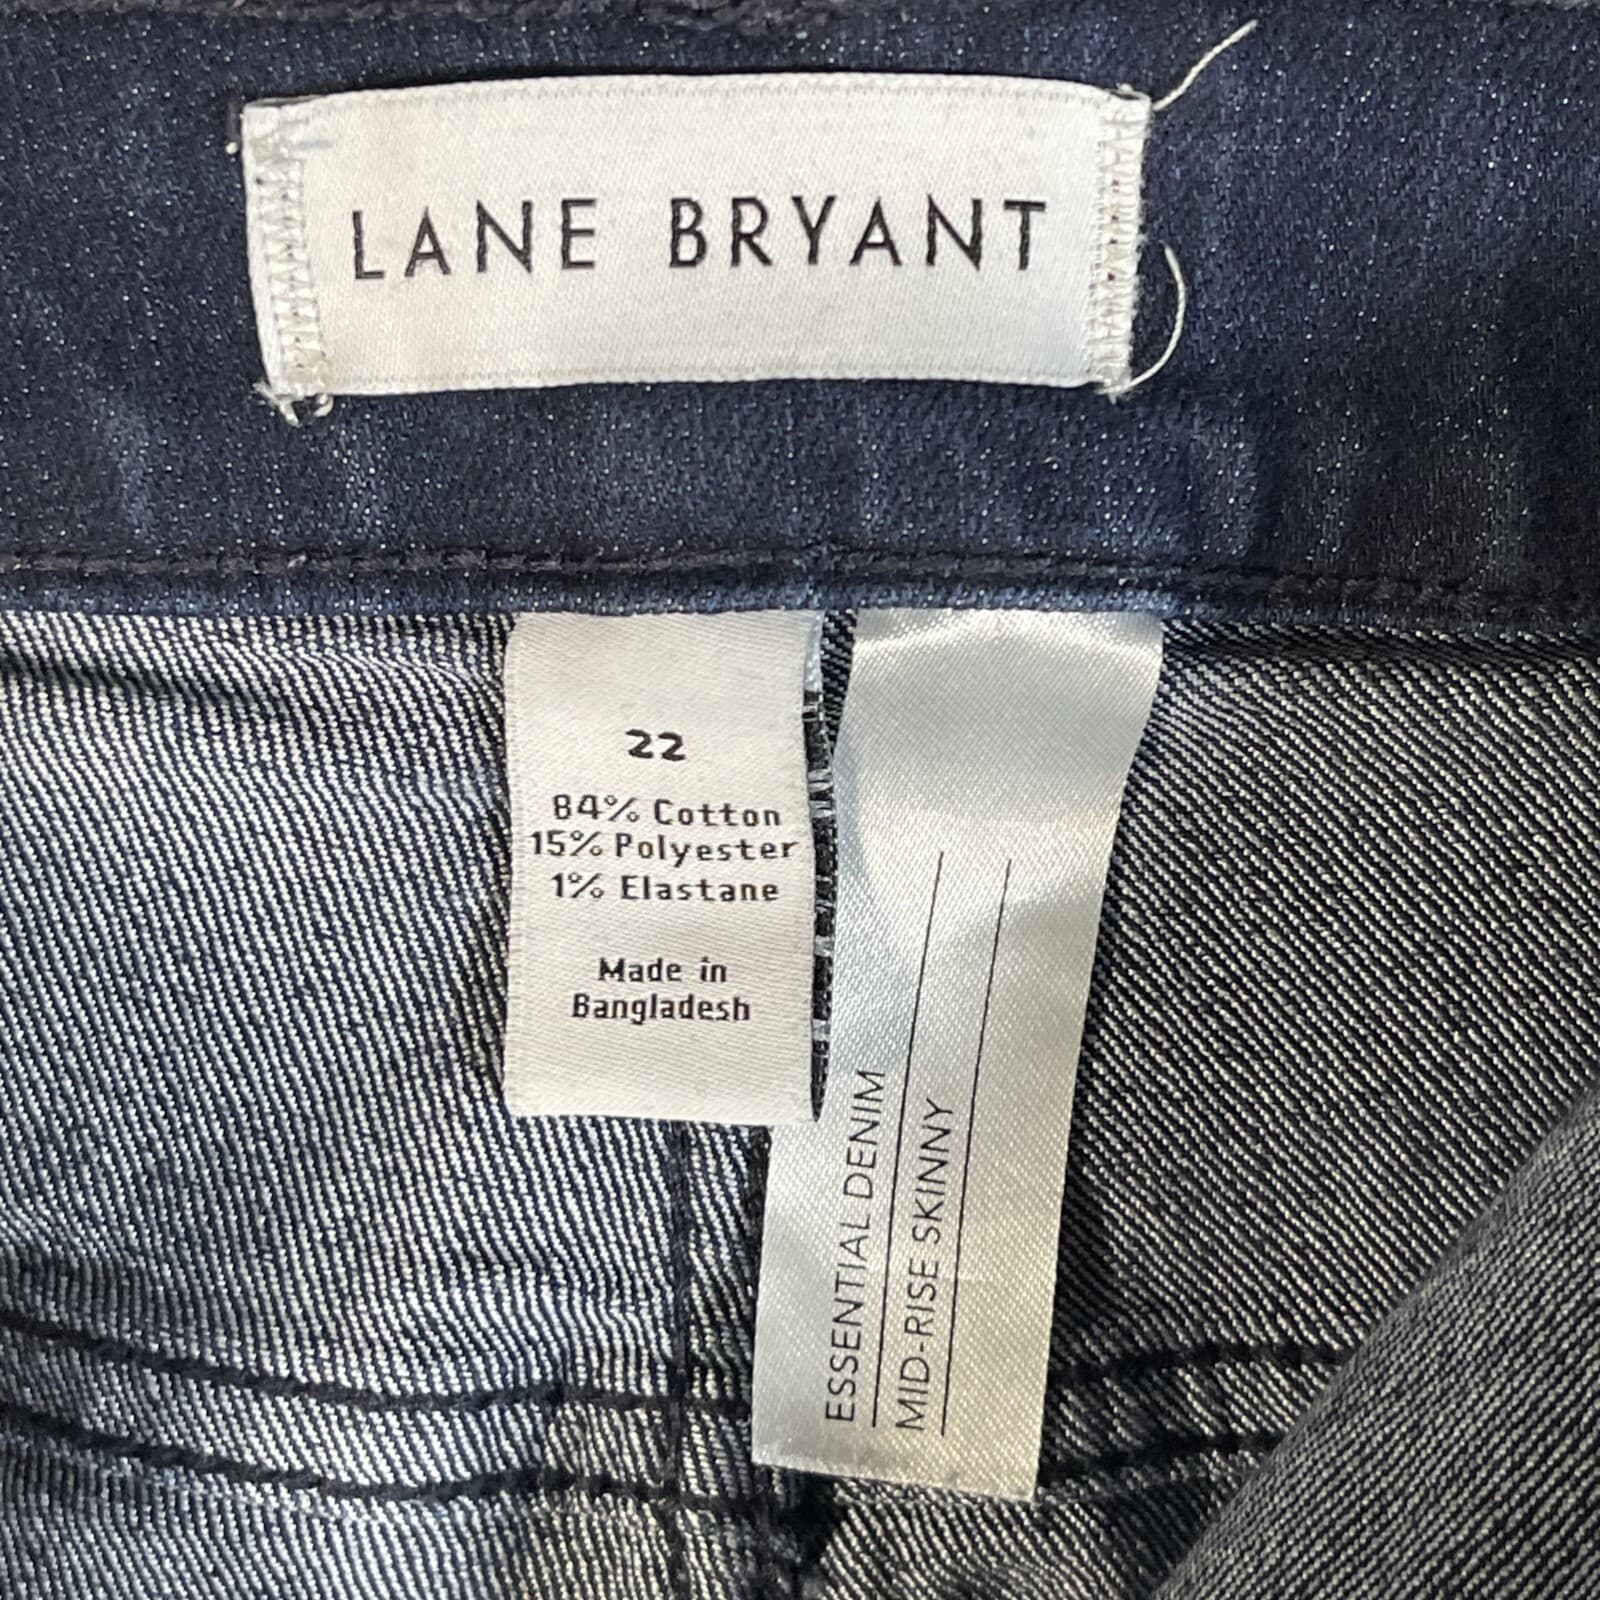 LANE BRYANT
22
84% Cotton
15% Polyester
1% Elastane
Made in
Bangladesh
ESSENTIAL DENIM
MID-RISE SKINNY